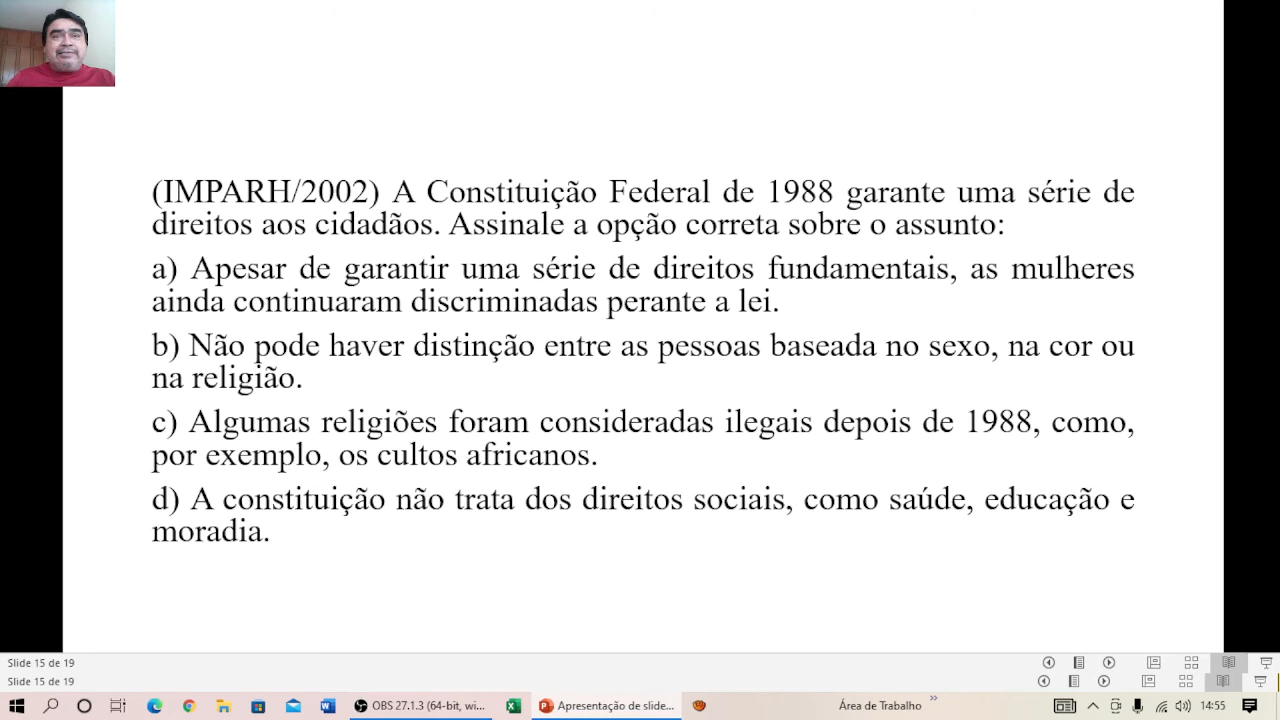 (IMPARH/2002) A Constituição Federal de 1988 garante uma série de
direitos aos cidadãos. Assinale a opção correta sobre o assunto:
a) Apesar de garantir uma série de direitos fundamentais, as mulheres
ainda continuaram discriminadas perante a lei.
b) Não pode haver distinção entre as pessoas baseada no sexo, na cor ou
na religião.
c) Algumas religiões foram consideradas ilegais depois de 1988, como,
por exemplo, os cultos africanos.
d) A constituição não trata dos direitos sociais, como saúde, educação e
moradia.
Slide 15 de 19
Slide 15 de 19
OBS 27.1.3 (64-bit, wi... Apresentação de slide... Área de Trabalho 14:55